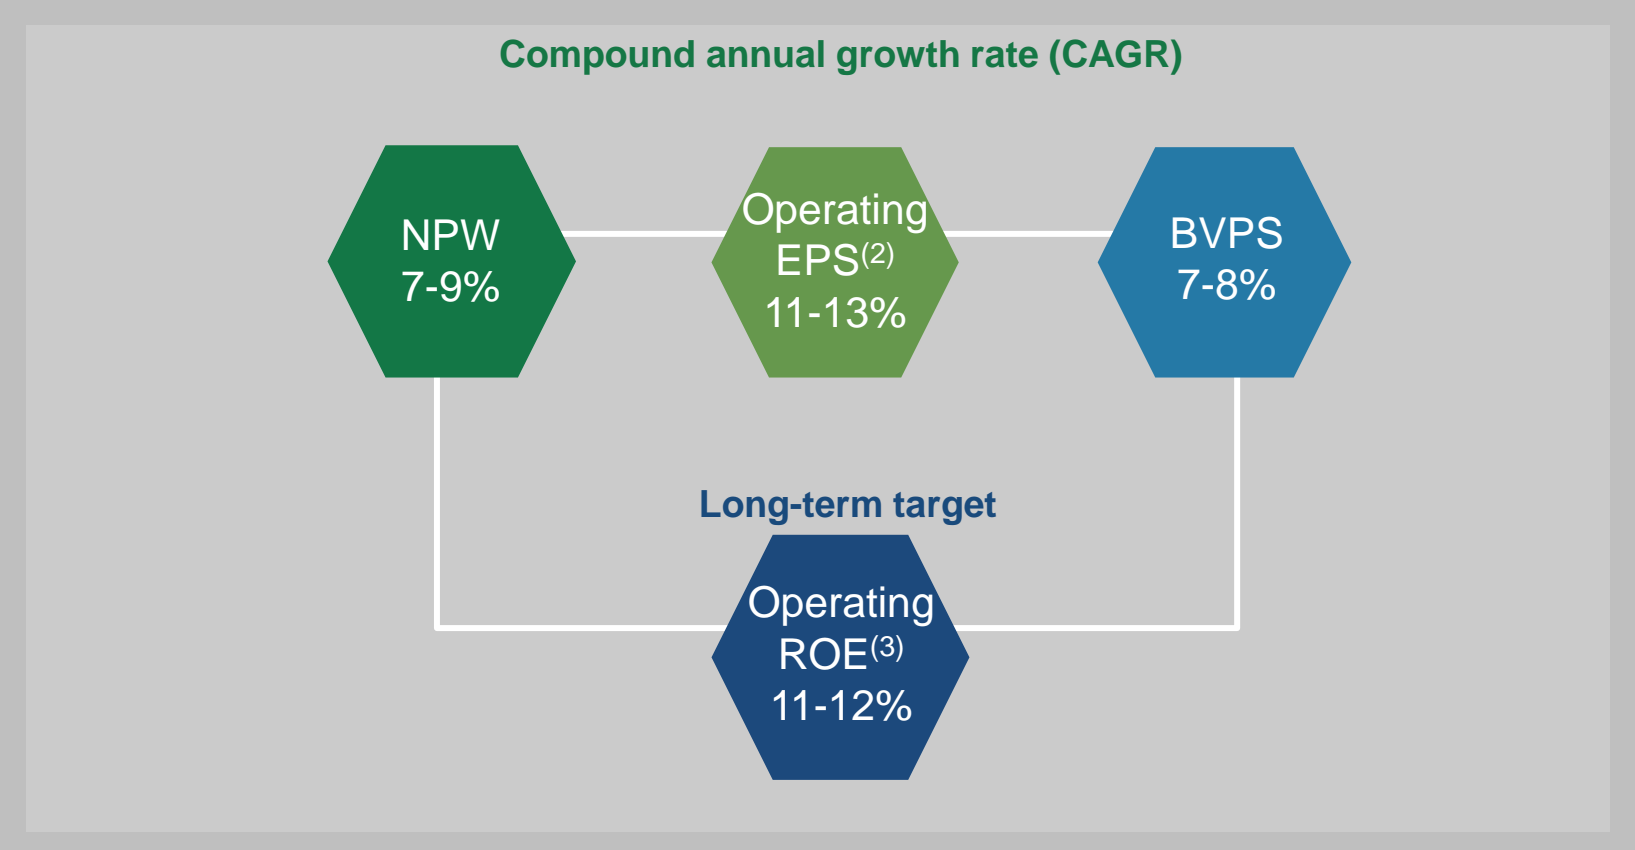 Compound annual growth rate (CAGR)
NPW
7-9%
Operating
EPS(2)
11-13%
BVPS
7-8%
Long-term target
Operating
ROE(3)
11-12%